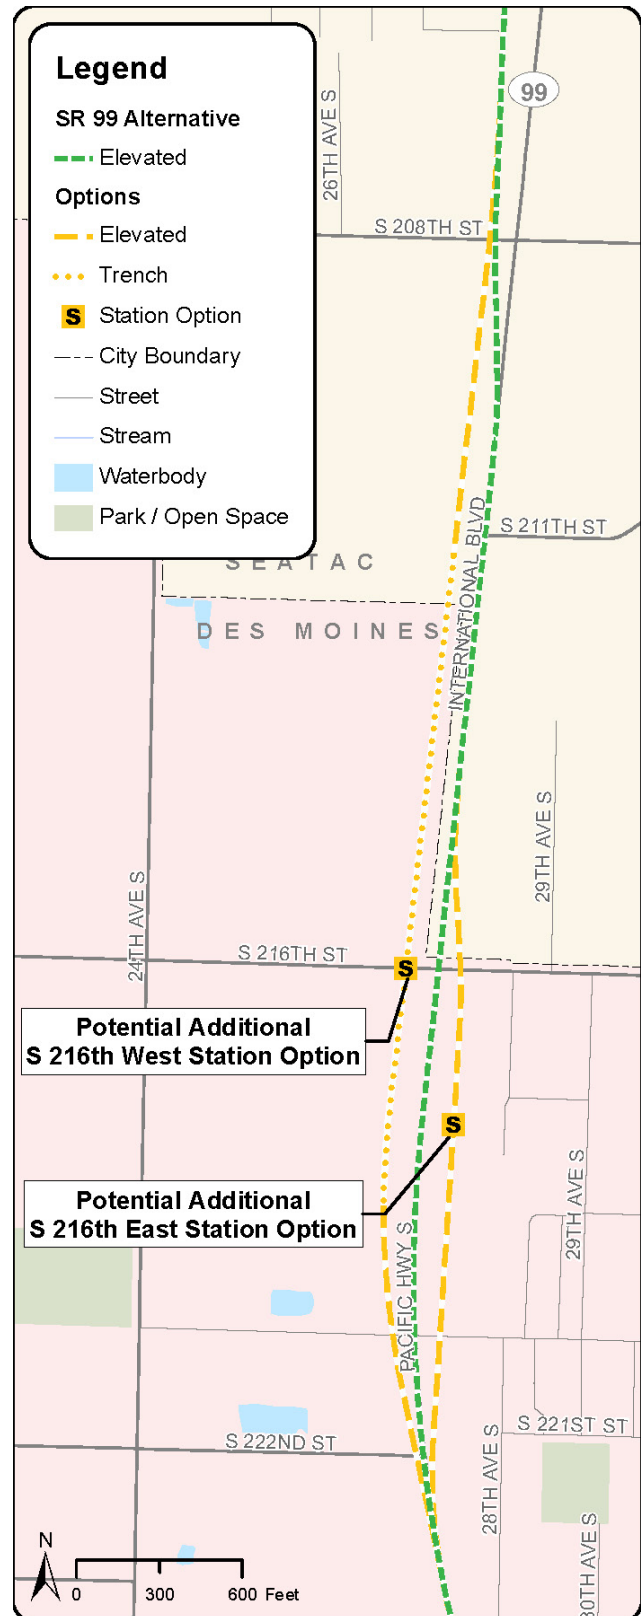 Legend
SR 99 Alternative
Elevated
Options
Elevated
Trench
S Station Option
City Boundary
Street
Stream
Waterbody
Park / Open Space
99
26TH AVE S
S 208TH ST
S 211TH ST
SEATAC
DES MOINES
INTERNATIONAL BLVD
29TH AVE S
24TH AVE S
S 216TH ST
S
Potential Additional
S 216th West Station Option
S
Potential Additional
S 216th East Station Option
29TH AVE S
PACIFIC HWY S
S 221ST ST
S 222ND ST
28TH AVE S
30TH AVE S
N
0 300 600 Feet